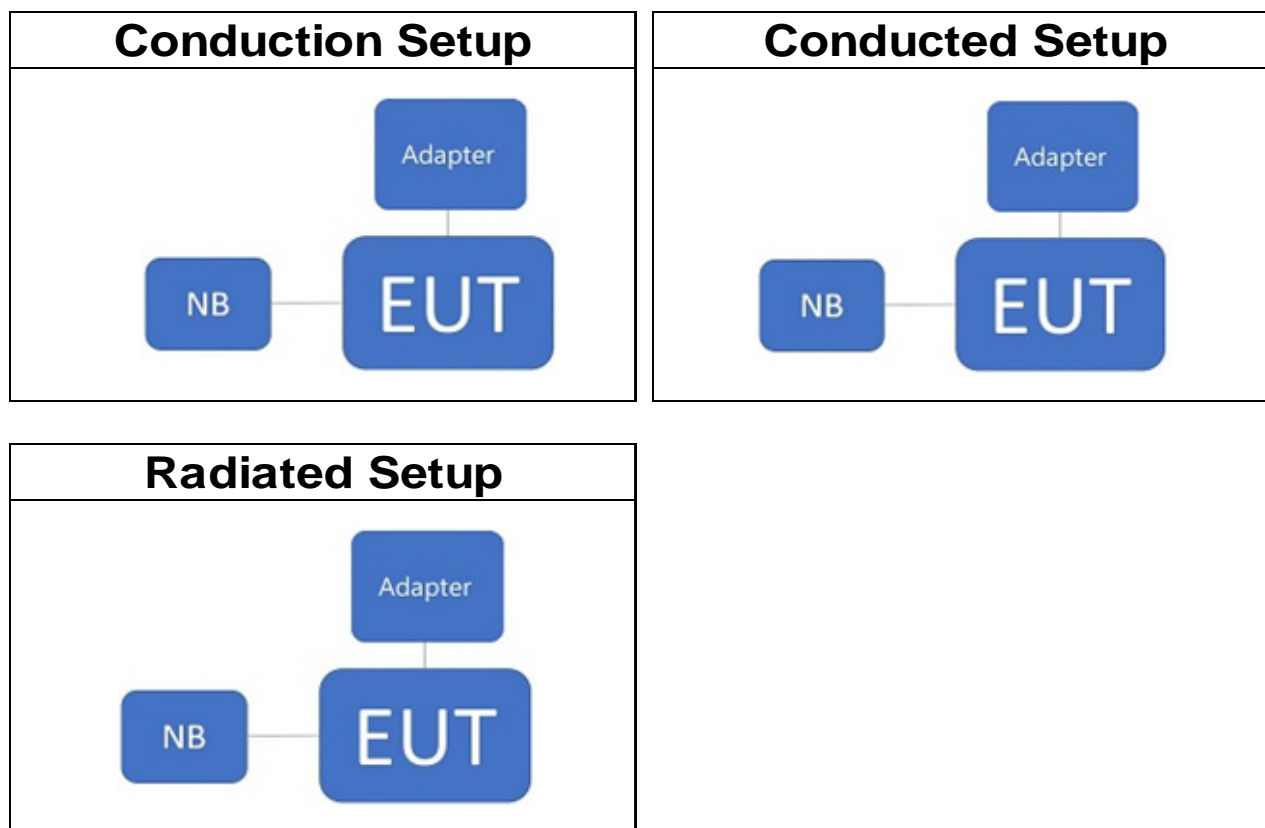 Conduction Setup
Adapter
NB
EUT
Conducted Setup
Adapter
NB
EUT
Radiated Setup
Adapter
NB
EUT